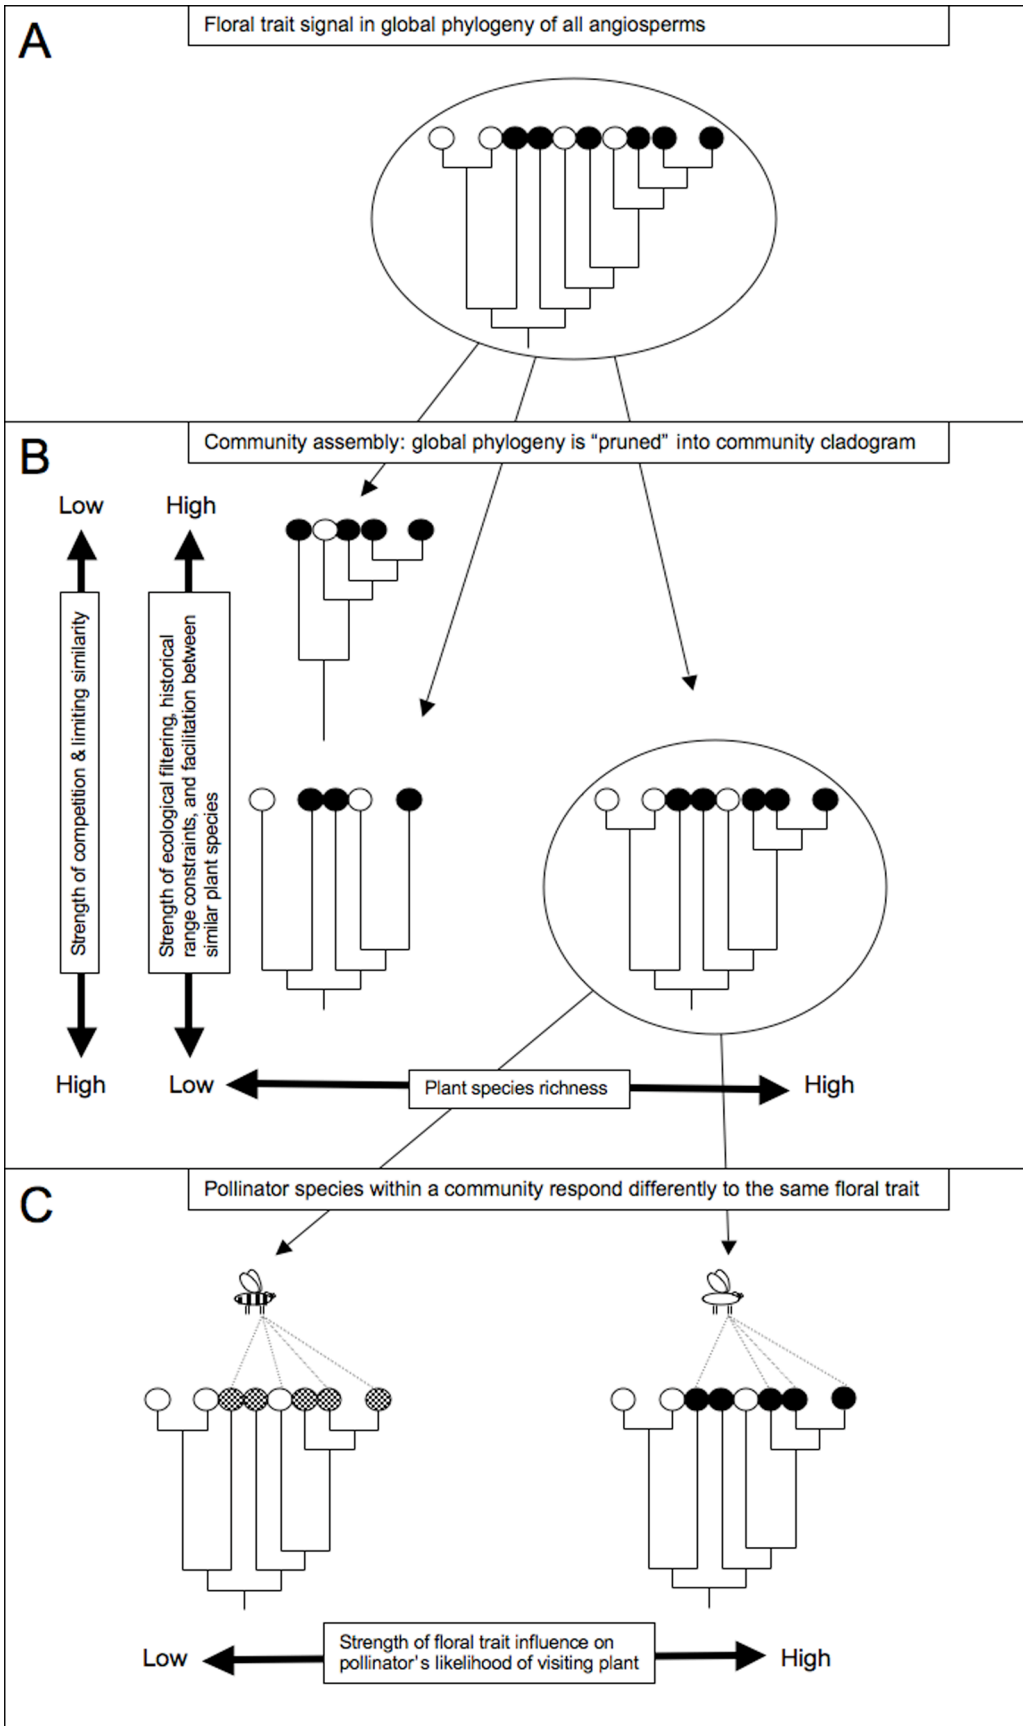 A
Floral trait signal in global phylogeny of all angiosperms
B
Community assembly: global phylogeny is “pruned” into community cladogram
Low
High
Strength of competition & limiting similarity
Strength of ecological filtering, historical
range constraints, and facilitation between
similar plant species
High
Low
Plant species richness
High
C
Pollinator species within a community respond differently to the same floral trait
Low
Strength of floral trait influence on
pollinator's likelihood of visiting plant
High